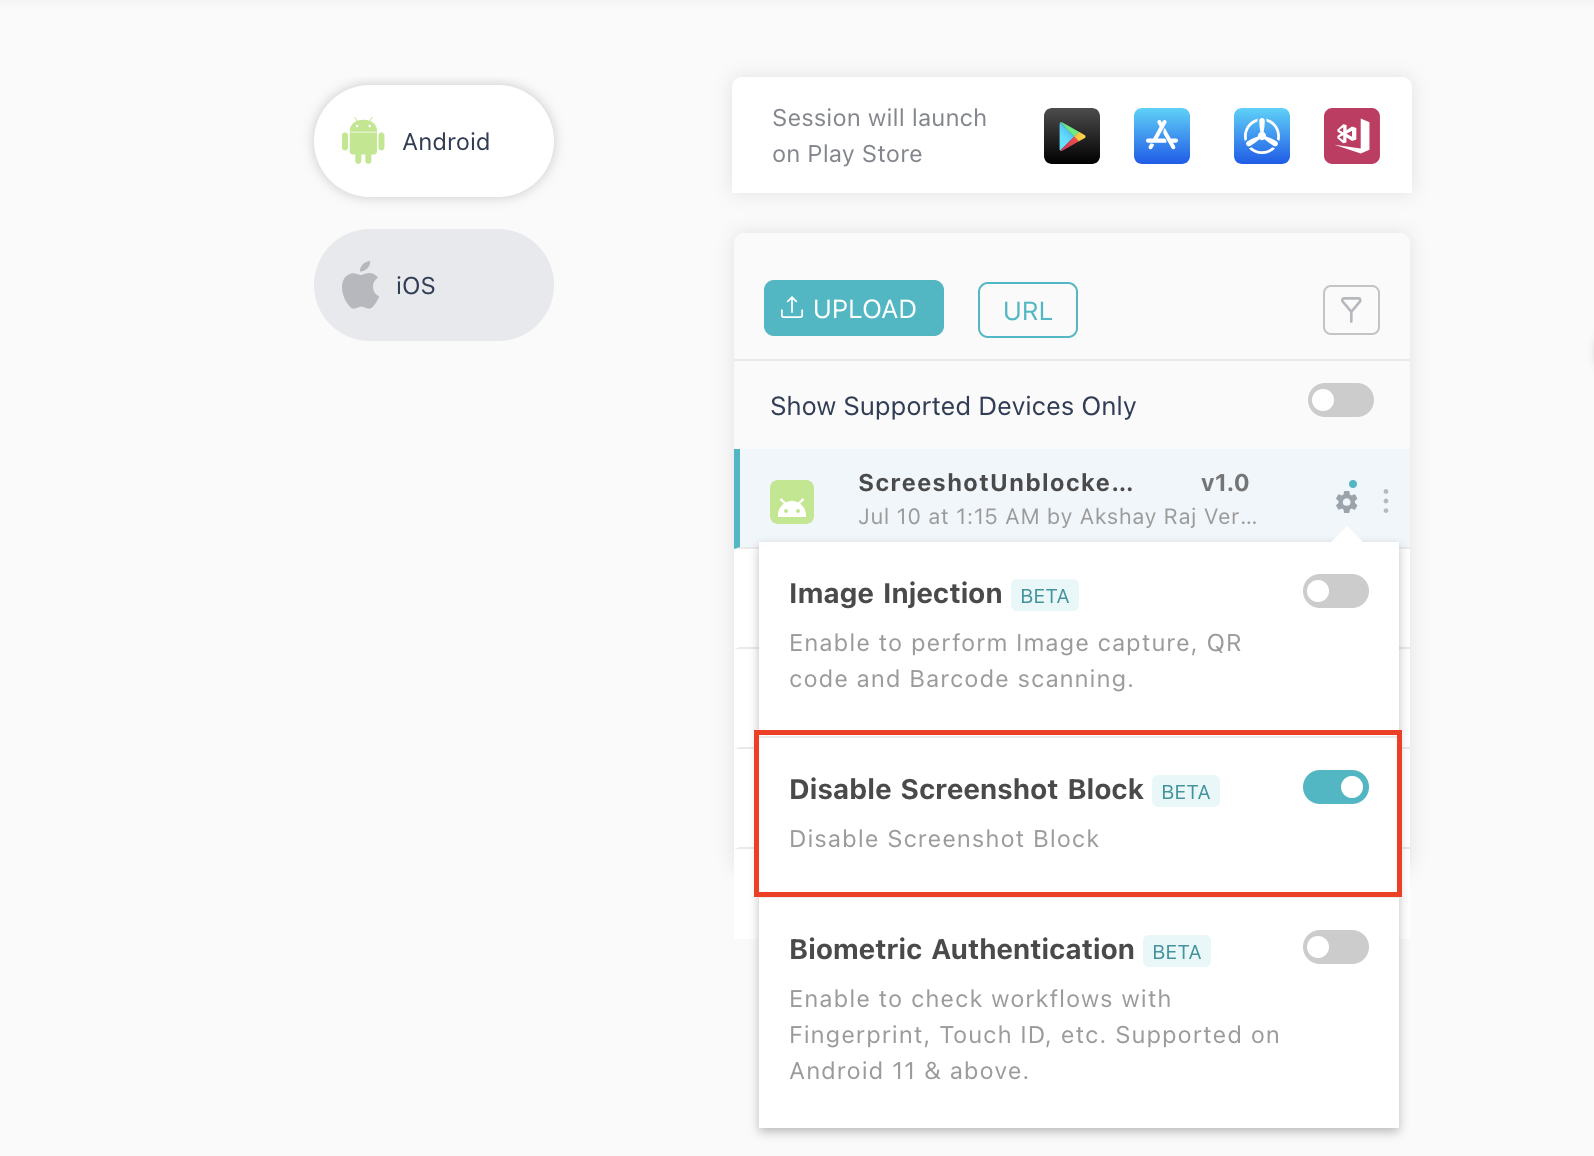 Android
iOS
Session will launch
on Play Store
UPLOAD
URL
Show Supported Devices Only
ScreeshotUnblocke... v1.0
Jul 10 at 1:15 AM by Akshay Raj Ver...
Image Injection BETA
Enable to perform Image capture, QR
code and Barcode scanning.
Disable Screenshot Block BETA
Disable Screenshot Block
Biometric Authentication BETA
Enable to check workflows with
Fingerprint, Touch ID, etc. Supported on
Android 11 & above.